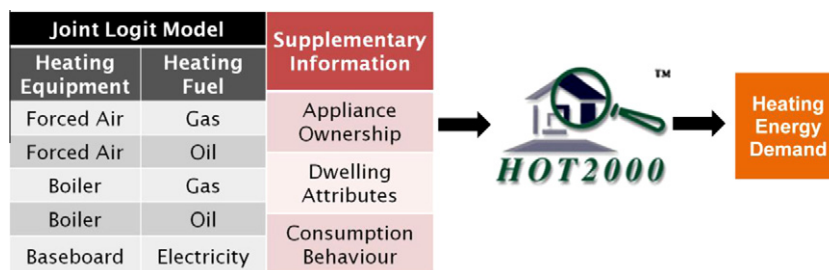 Joint Logit Model
Heating Equipment
Heating Fuel
Forced Air
Gas
Forced Air
Oil
Boiler
Gas
Boiler
Oil
Baseboard
Electricity
Supplementary
Information
Appliance
Ownership
Dwelling
Attributes
Consumption
Behaviour
TM
HOT2000
Heating
Energy
Demand